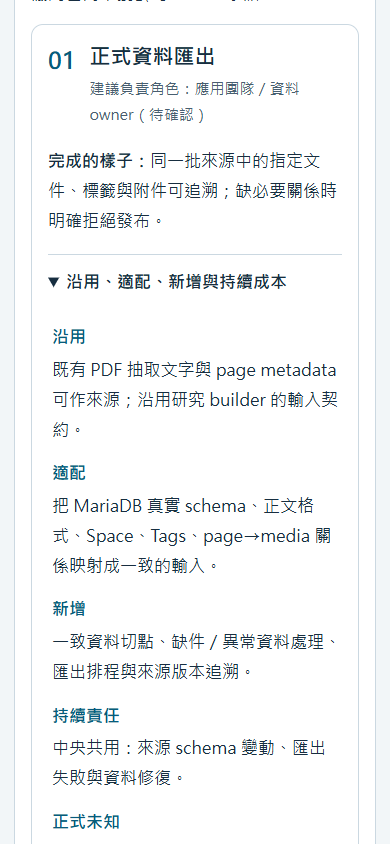 01 正式資料匯出
建議負責角色：應用團隊 / 資料
owner（待確認）
完成的樣子：同一批來源中的指定文
件、標籤與附件可追溯；缺必要關係時
明確拒絕發布。
▼ 沿用、適配、新增與持續成本
沿用
既有 PDF 抽取文字與 page metadata
可作來源；沿用研究 builder 的輸入契
約。
適配
把 MariaDB 真實 schema、正文格
式、Space、Tags、page→media 關
係映射成一致的輸入。
新增
一致資料切點、缺件 / 異常資料處理、
匯出排程與來源版本追溯。
持續責任
中央共用：來源 schema 變動、匯出
失敗與資料修復。
正式未知